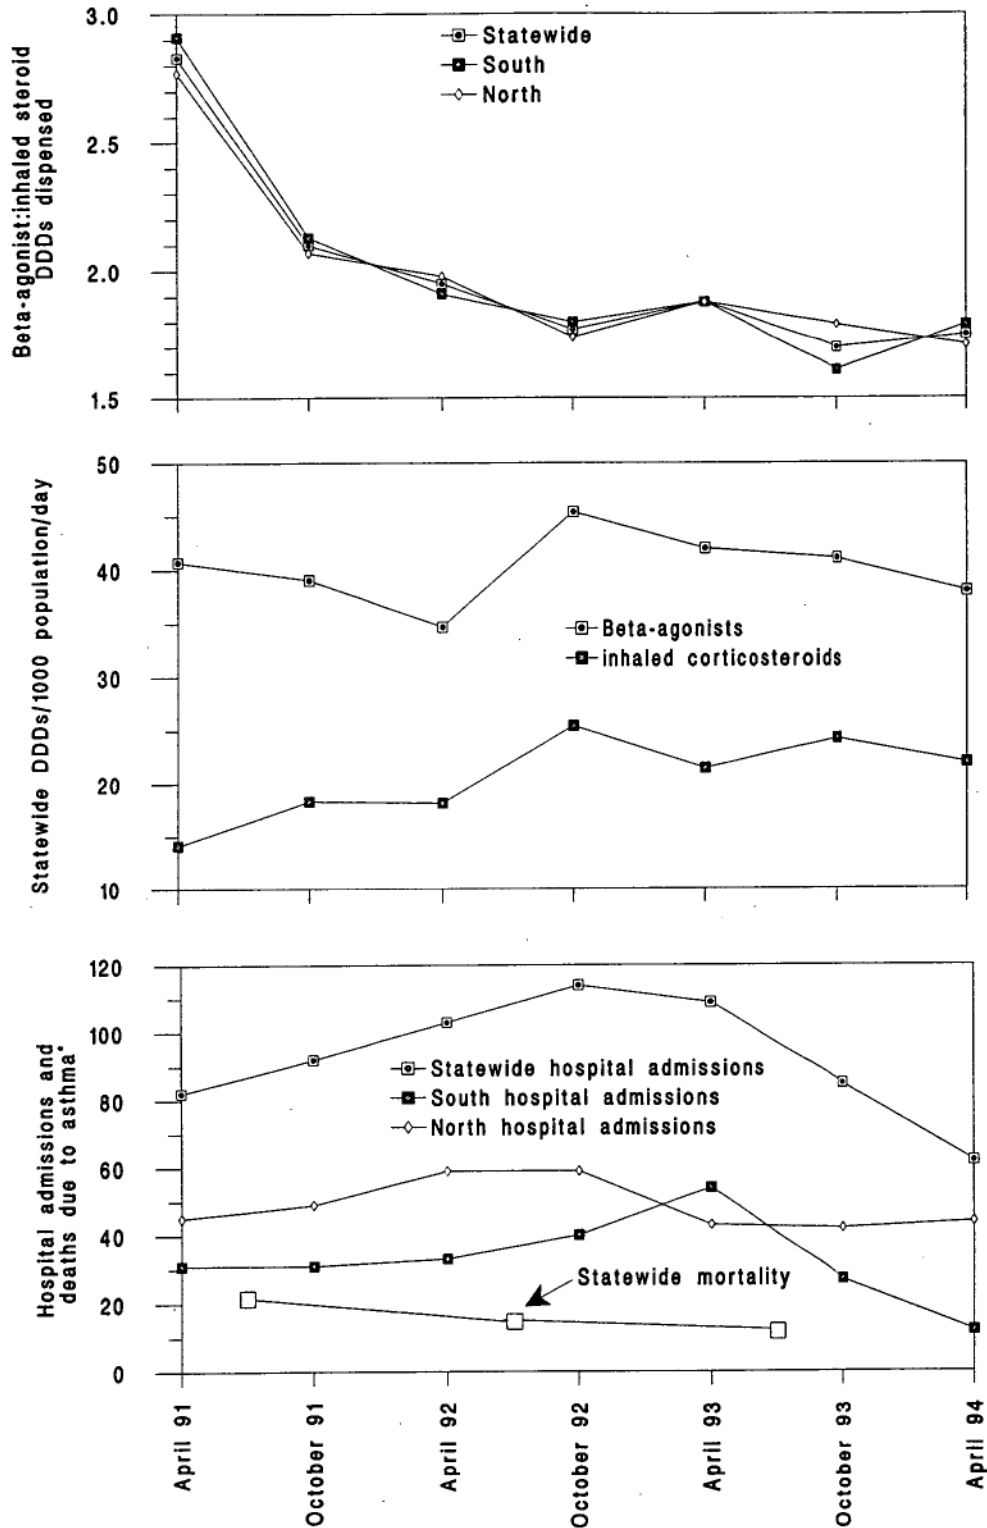 Beta-agonist:inhaled steroid
DDDs dispensed
3.0
2.5
2.0
1.5
Statewide
South
North
Statewide DDDs/1000 population/day
50
40
30
20
10
Beta-agonists
inhaled corticosteroids
Hospital admissions and
deaths due to asthma*
120
100
80
60
40
20
0
Statewide hospital admissions
South hospital admissions
North hospital admissions
Statewide mortality
April 91
October 91
April 92
October 92
April 93
October 93
April 94